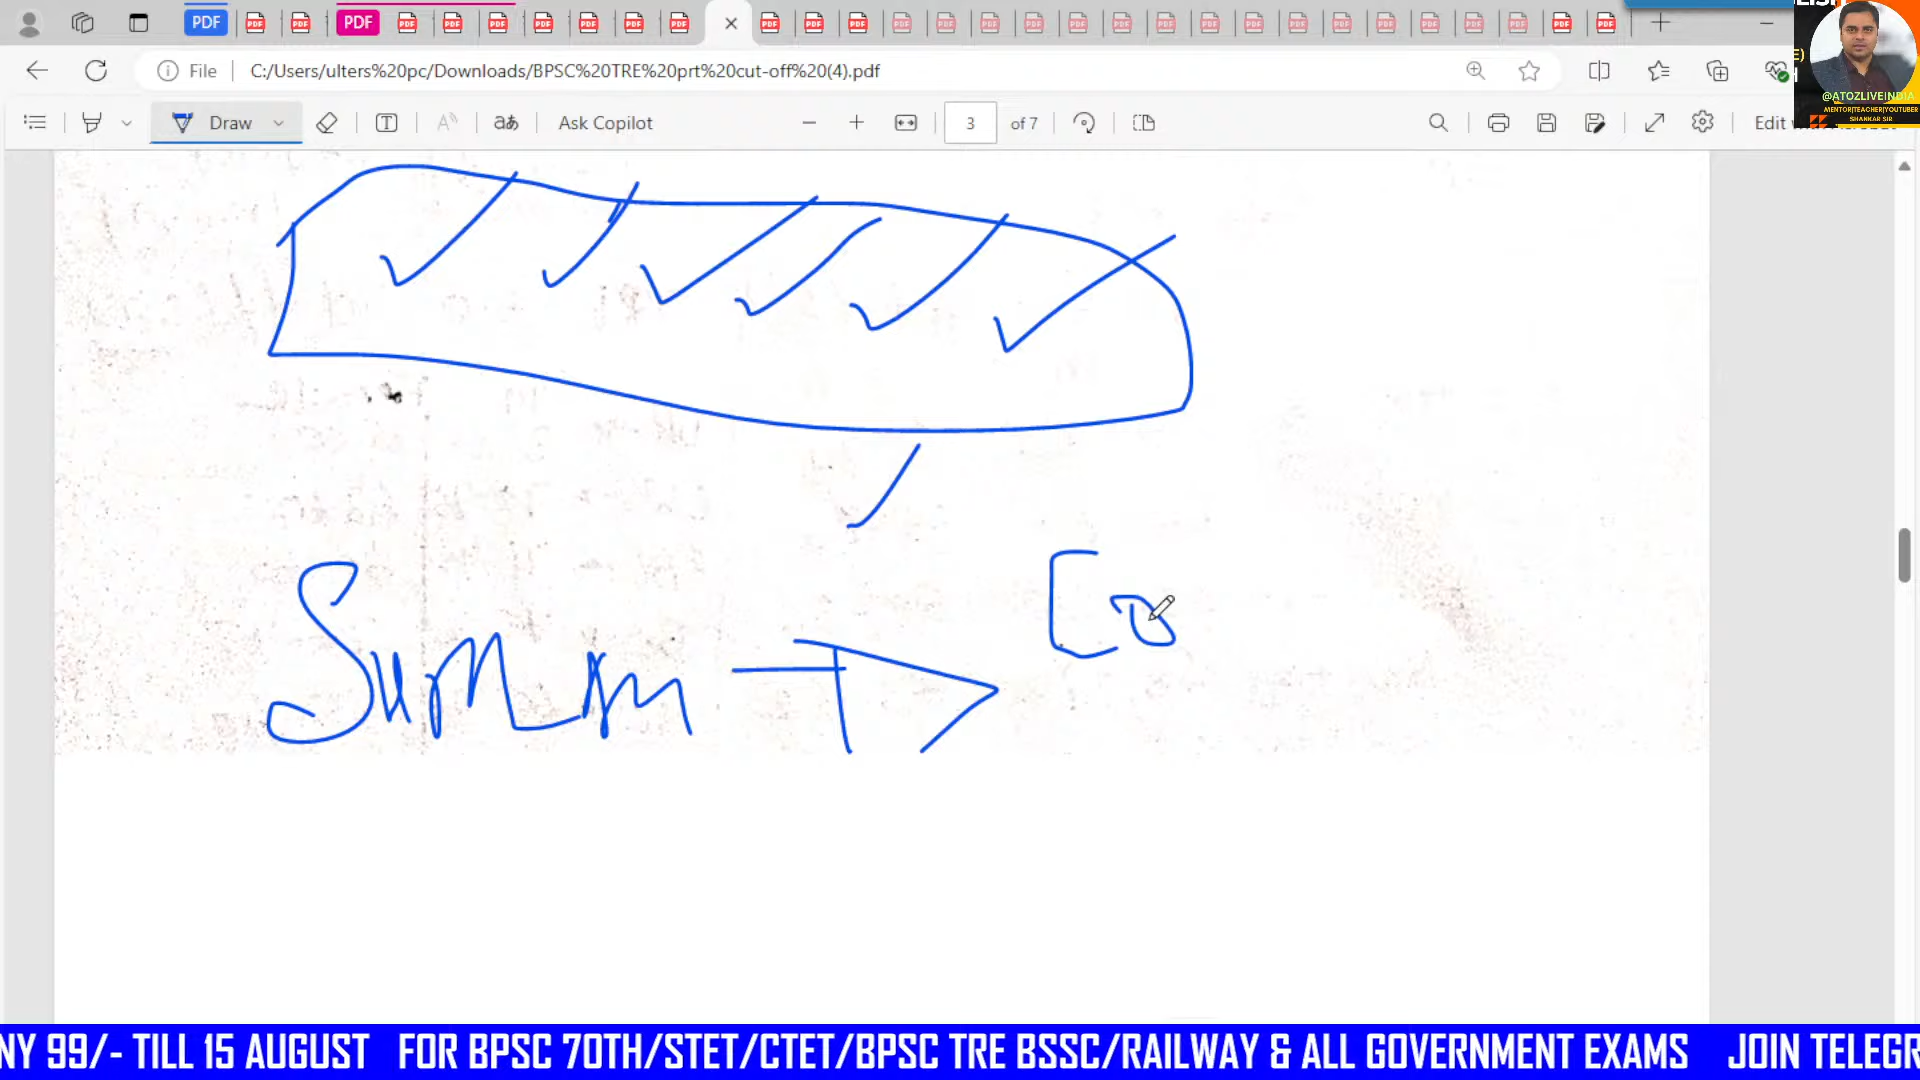 PDF PDF
File C:/Users/ulters%20pc/Downloads/BPSC%20TRE%20prt%20cut-off%20(4).pdf
Draw Ask Copilot 3 of 7
@ATOZLIVEINDIA
MENTOR|TEACHER|YOUTUBER
SHANKAR SIR
NY 99/- TILL 15 AUGUST FOR BPSC 70TH/STET/CTET/BPSC TRE BSSC/RAILWAY & ALL GOVERNMENT EXAMS JOIN TELEGR